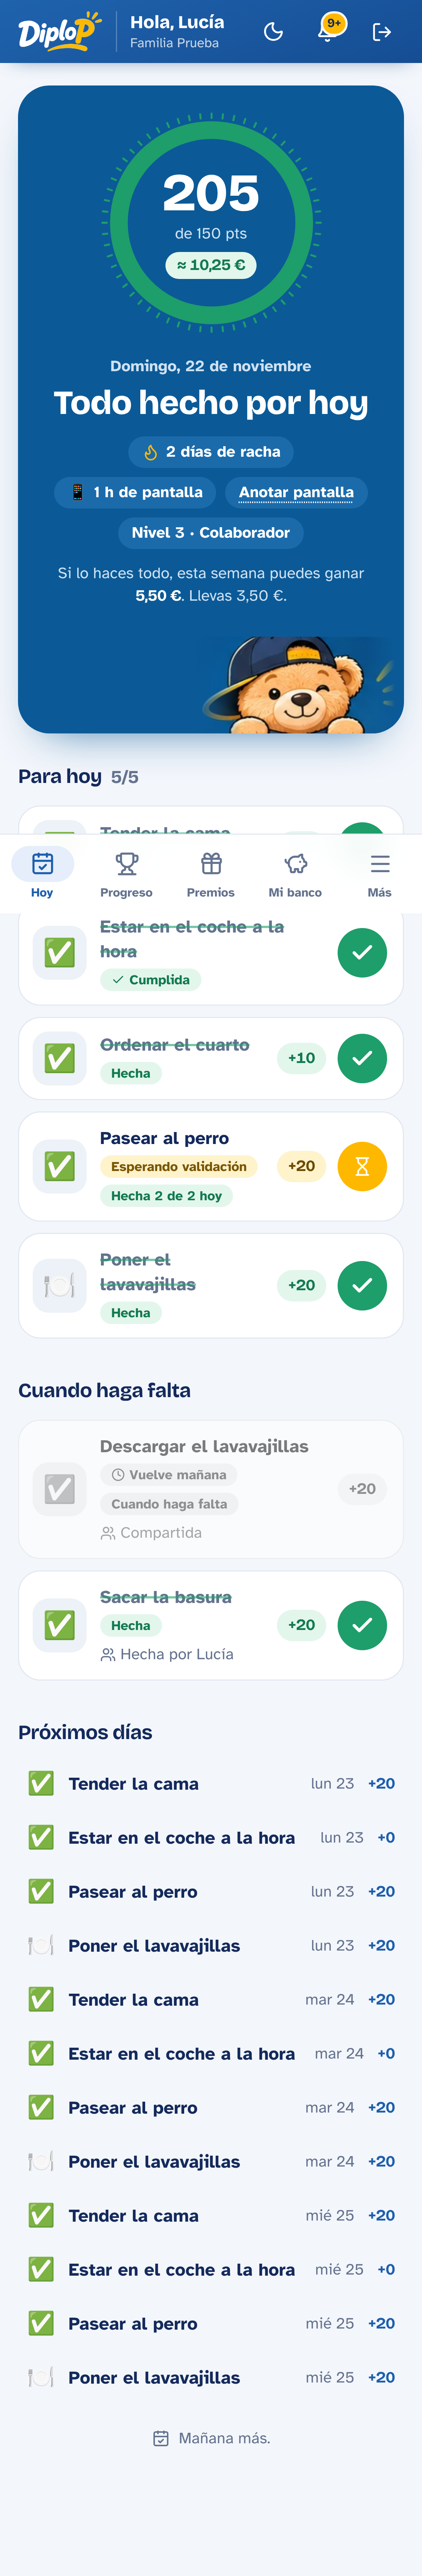 DiploP
Hola, Lucía
Familia Prueba
9+
205
de 150 pts
≈ 10,25 €
Domingo, 22 de noviembre
Todo hecho por hoy
2 días de racha
1 h de pantalla
Anotar pantalla
Nivel 3 · Colaborador
Si lo haces todo, esta semana puedes ganar
5,50 €. Llevas 3,50 €.
Para hoy 5/5
Tender la cama
Hoy
Progreso
Premios
Mi banco
Más
Estar en el coche a la
hora
Cumplida
Ordenar el cuarto
Hecha
+10
Pasear al perro
Esperando validación
Hecha 2 de 2 hoy
+20
Poner el
lavavajillas
Hecha
+20
Cuando haga falta
Descargar el lavavajillas
Vuelve mañana
Cuando haga falta
Compartida
+20
Sacar la basura
Hecha
Hecha por Lucía
+20
Próximos días
Tender la cama lun 23 +20
Estar en el coche a la hora lun 23 +0
Pasear al perro lun 23 +20
Poner el lavavajillas lun 23 +20
Tender la cama mar 24 +20
Estar en el coche a la hora mar 24 +0
Pasear al perro mar 24 +20
Poner el lavavajillas mar 24 +20
Tender la cama mié 25 +20
Estar en el coche a la hora mié 25 +0
Pasear al perro mié 25 +20
Poner el lavavajillas mié 25 +20
Mañana más.